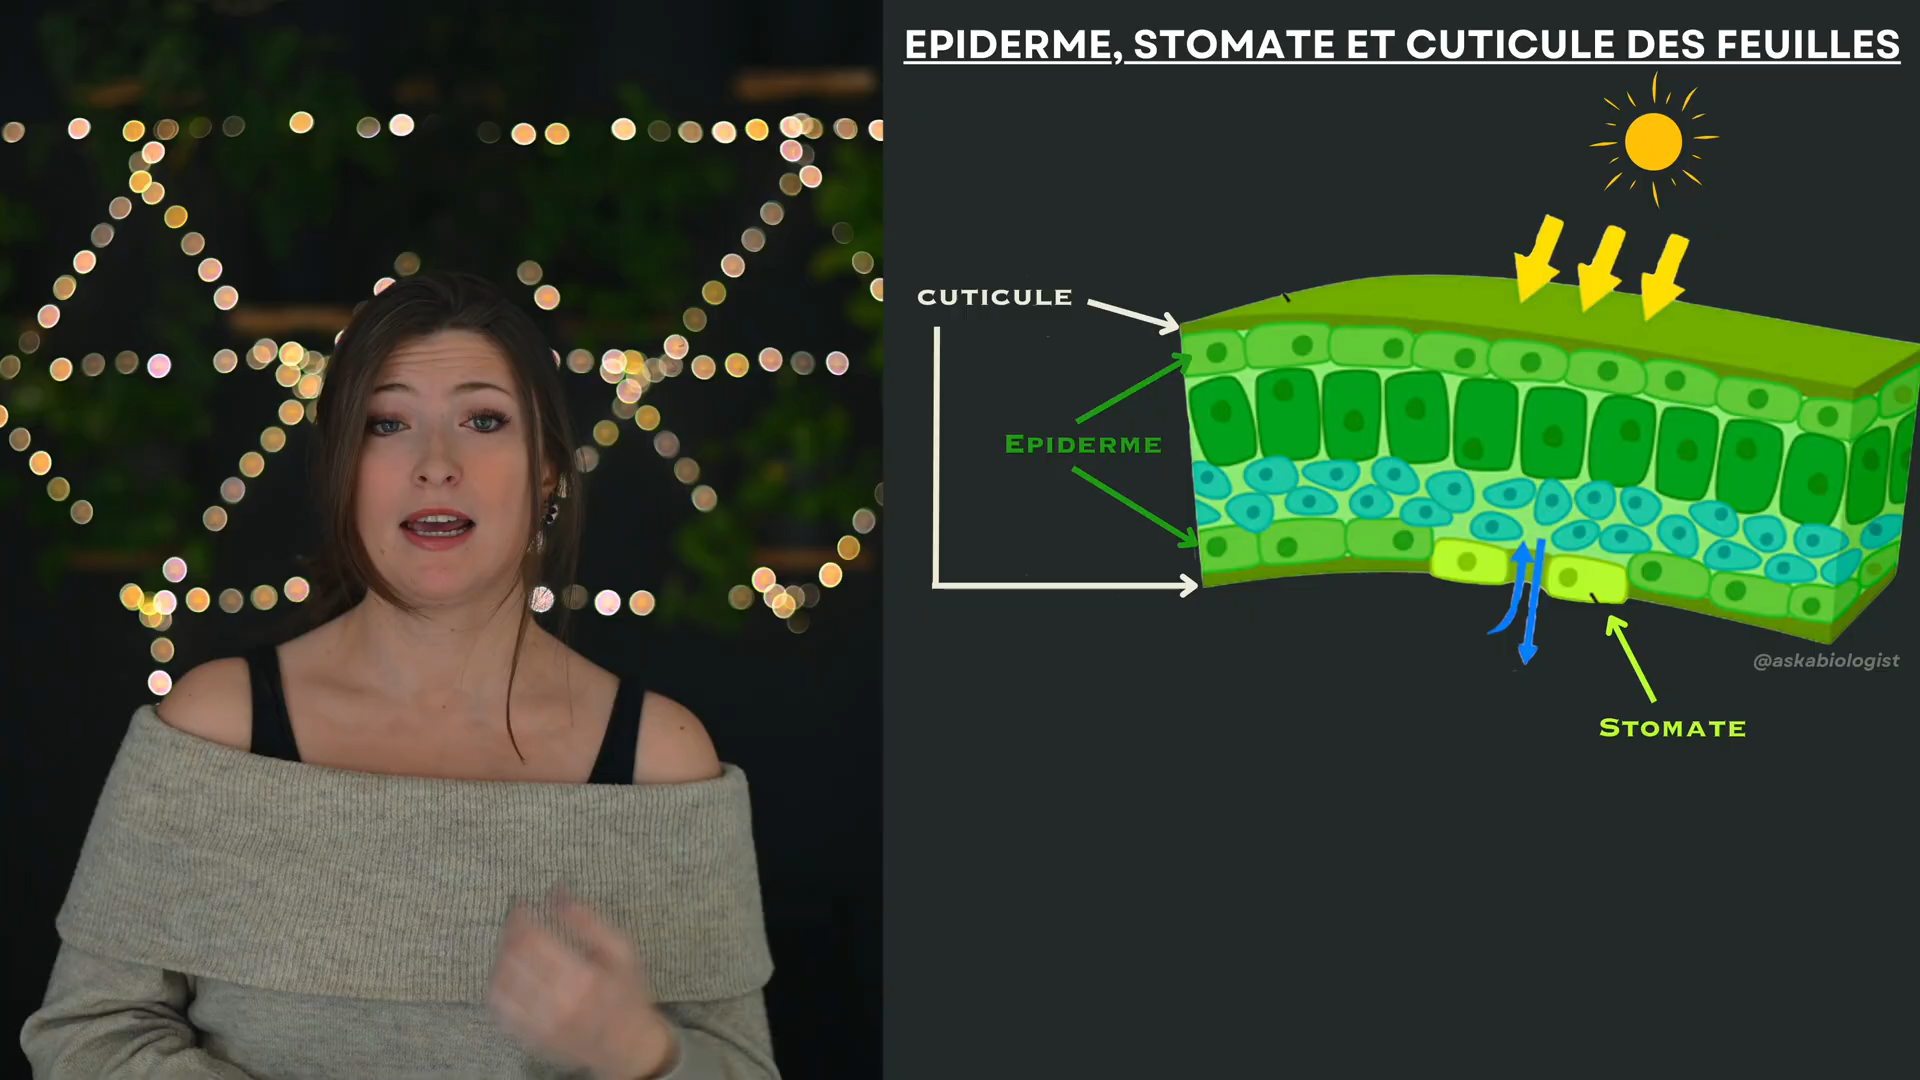 EPIDERME, STOMATE ET CUTICULE DES FEUILLES
CUTICULE
EPIDERME
@askabiologist
STOMATE